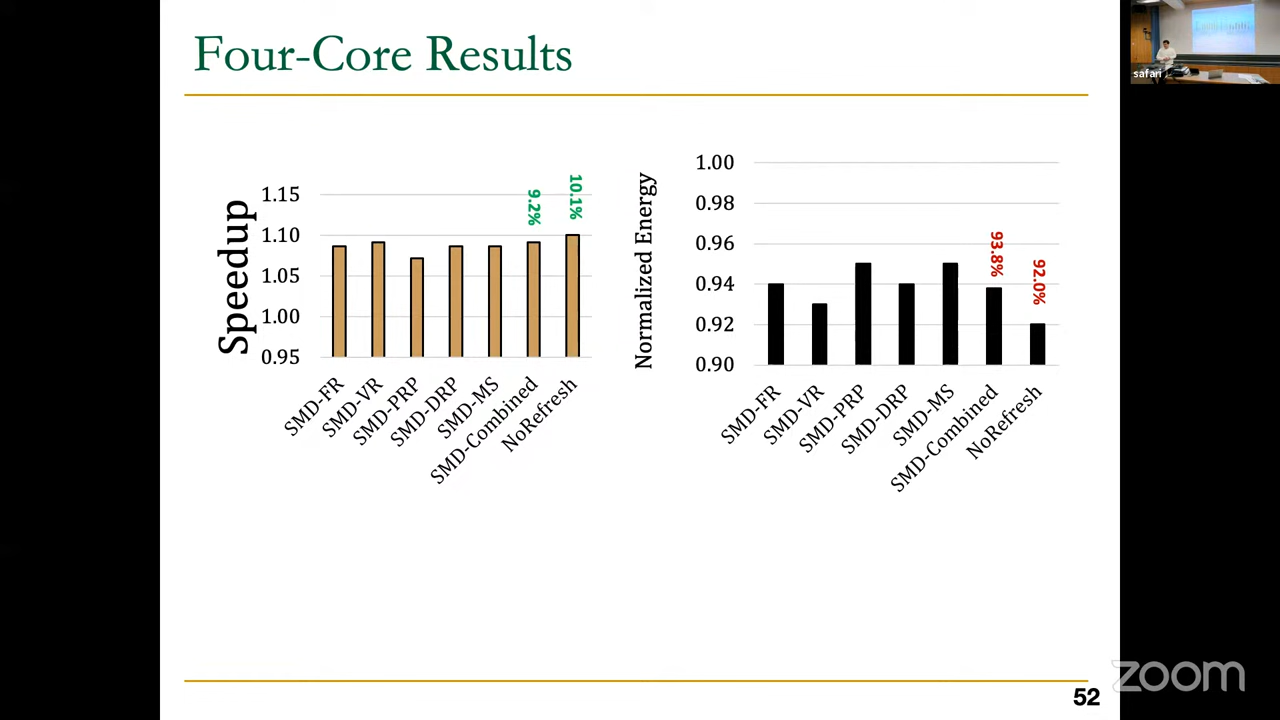 Four-Core Results
safari
Speedup
1.15
1.10
1.05
1.00
0.95
9.2%
10.1%
SMD-FR
SMD-VR
SMD-PRP
SMD-DRP
SMD-MS
SMD-Combined
NoRefresh
Normalized Energy
1.00
0.98
0.96
0.94
0.92
0.90
93.8%
92.0%
SMD-FR
SMD-VR
SMD-PRP
SMD-DRP
SMD-MS
SMD-Combined
NoRefresh
52
zoom